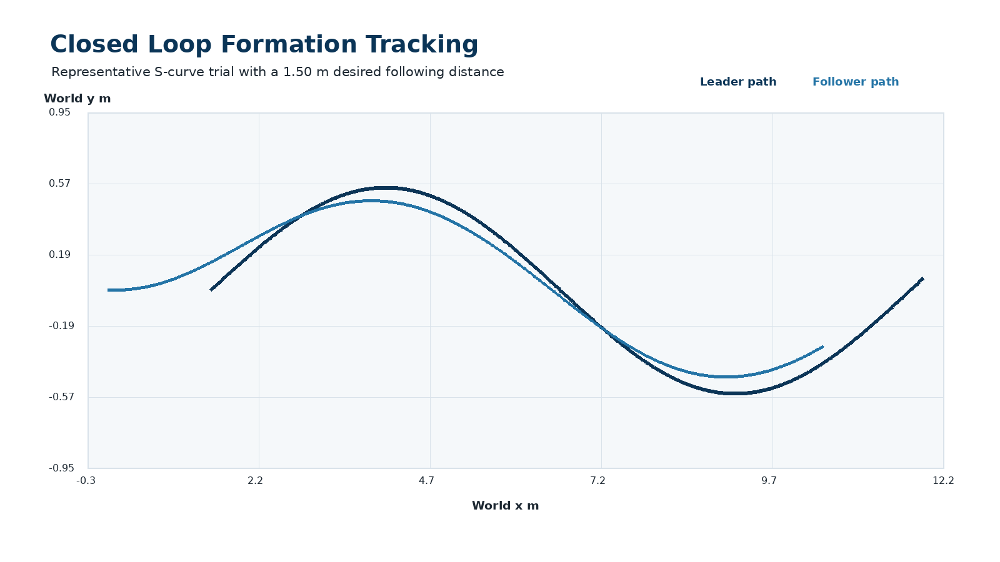 Closed Loop Formation Tracking
Representative S-curve trial with a 1.50 m desired following distance
Leader path
Follower path
World y m
0.95
0.57
0.19
-0.19
-0.57
-0.95
-0.3
2.2
4.7
7.2
9.7
12.2
World x m